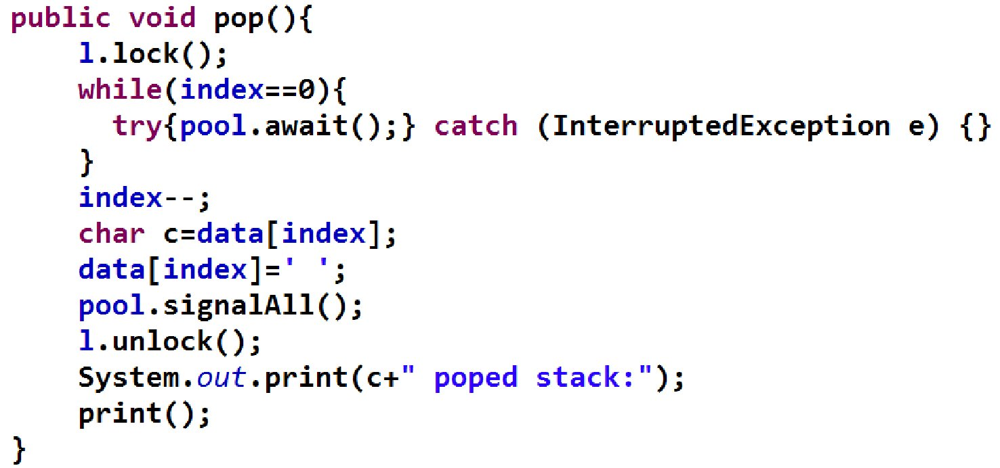 public void pop(){
    l.lock();
    while(index==0){
      try{pool.await();} catch (InterruptedException e) {}
    }
    index--;
    char c=data[index];
    data[index]=' ';
    pool.signalAll();
    l.unlock();
    System.out.print(c+" poped stack:");
    print();
}